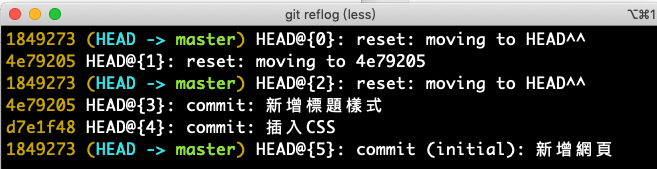 git reflog (less)
⌥⌘1
1849273 (HEAD -> master) HEAD@{0}: reset: moving to HEAD^^
4e79205 HEAD@{1}: reset: moving to 4e79205
1849273 (HEAD -> master) HEAD@{2}: reset: moving to HEAD^^
4e79205 HEAD@{3}: commit: 新增標題樣式
d7e1f48 HEAD@{4}: commit: 插入CSS
1849273 (HEAD -> master) HEAD@{5}: commit (initial): 新增網頁